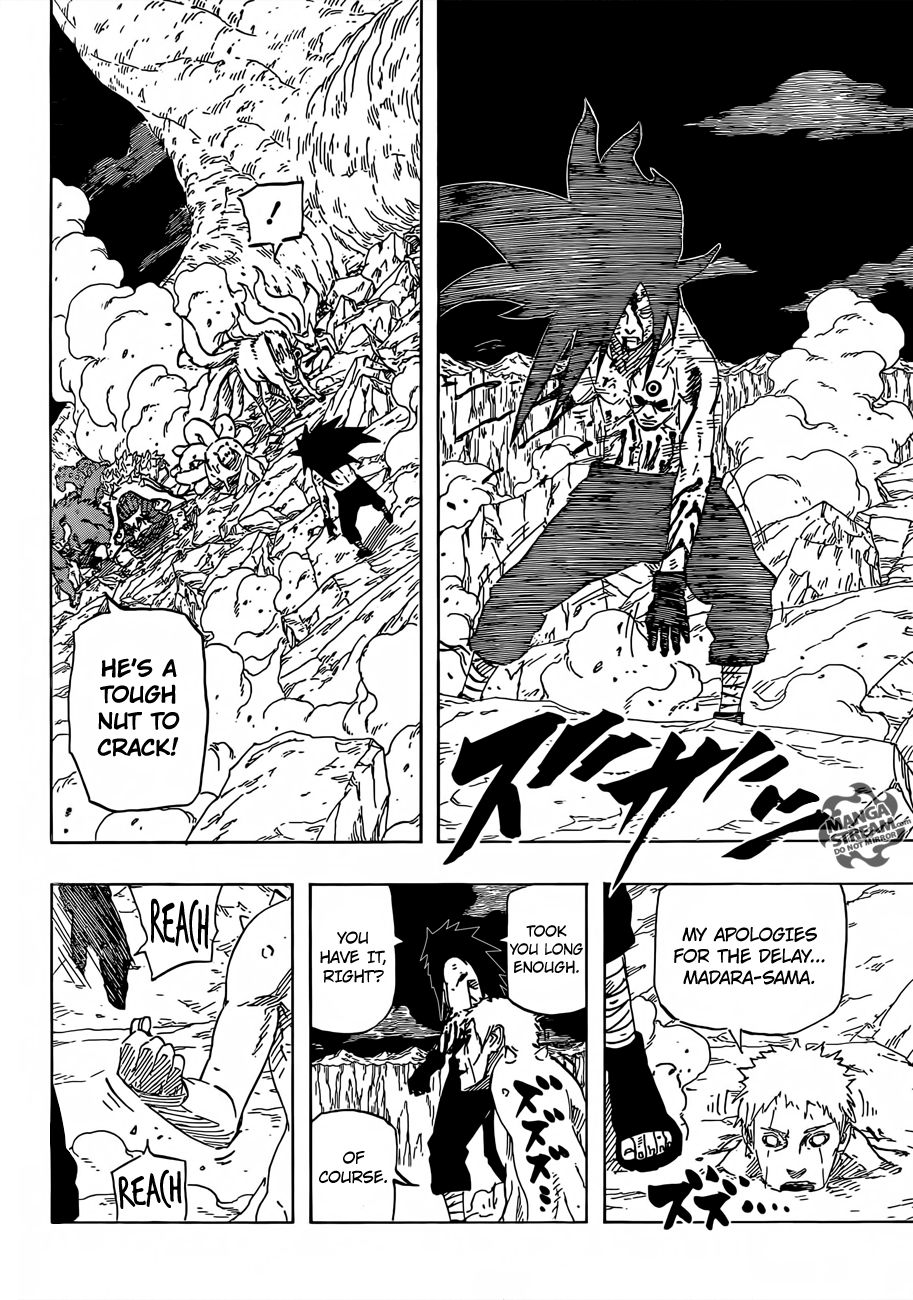 ズザッ
MANGA
STREAM.com
DO NOT MIRROR
!
HE'S A
TOUGH
NUT TO
CRACK!
MY APOLOGIES
FOR THE DELAY...
MADARA-SAMA.
ズズ....
TOOK
YOU LONG
ENOUGH.
YOU
HAVE IT,
RIGHT?
ズズズ...
OF
COURSE.
REACH
REACH